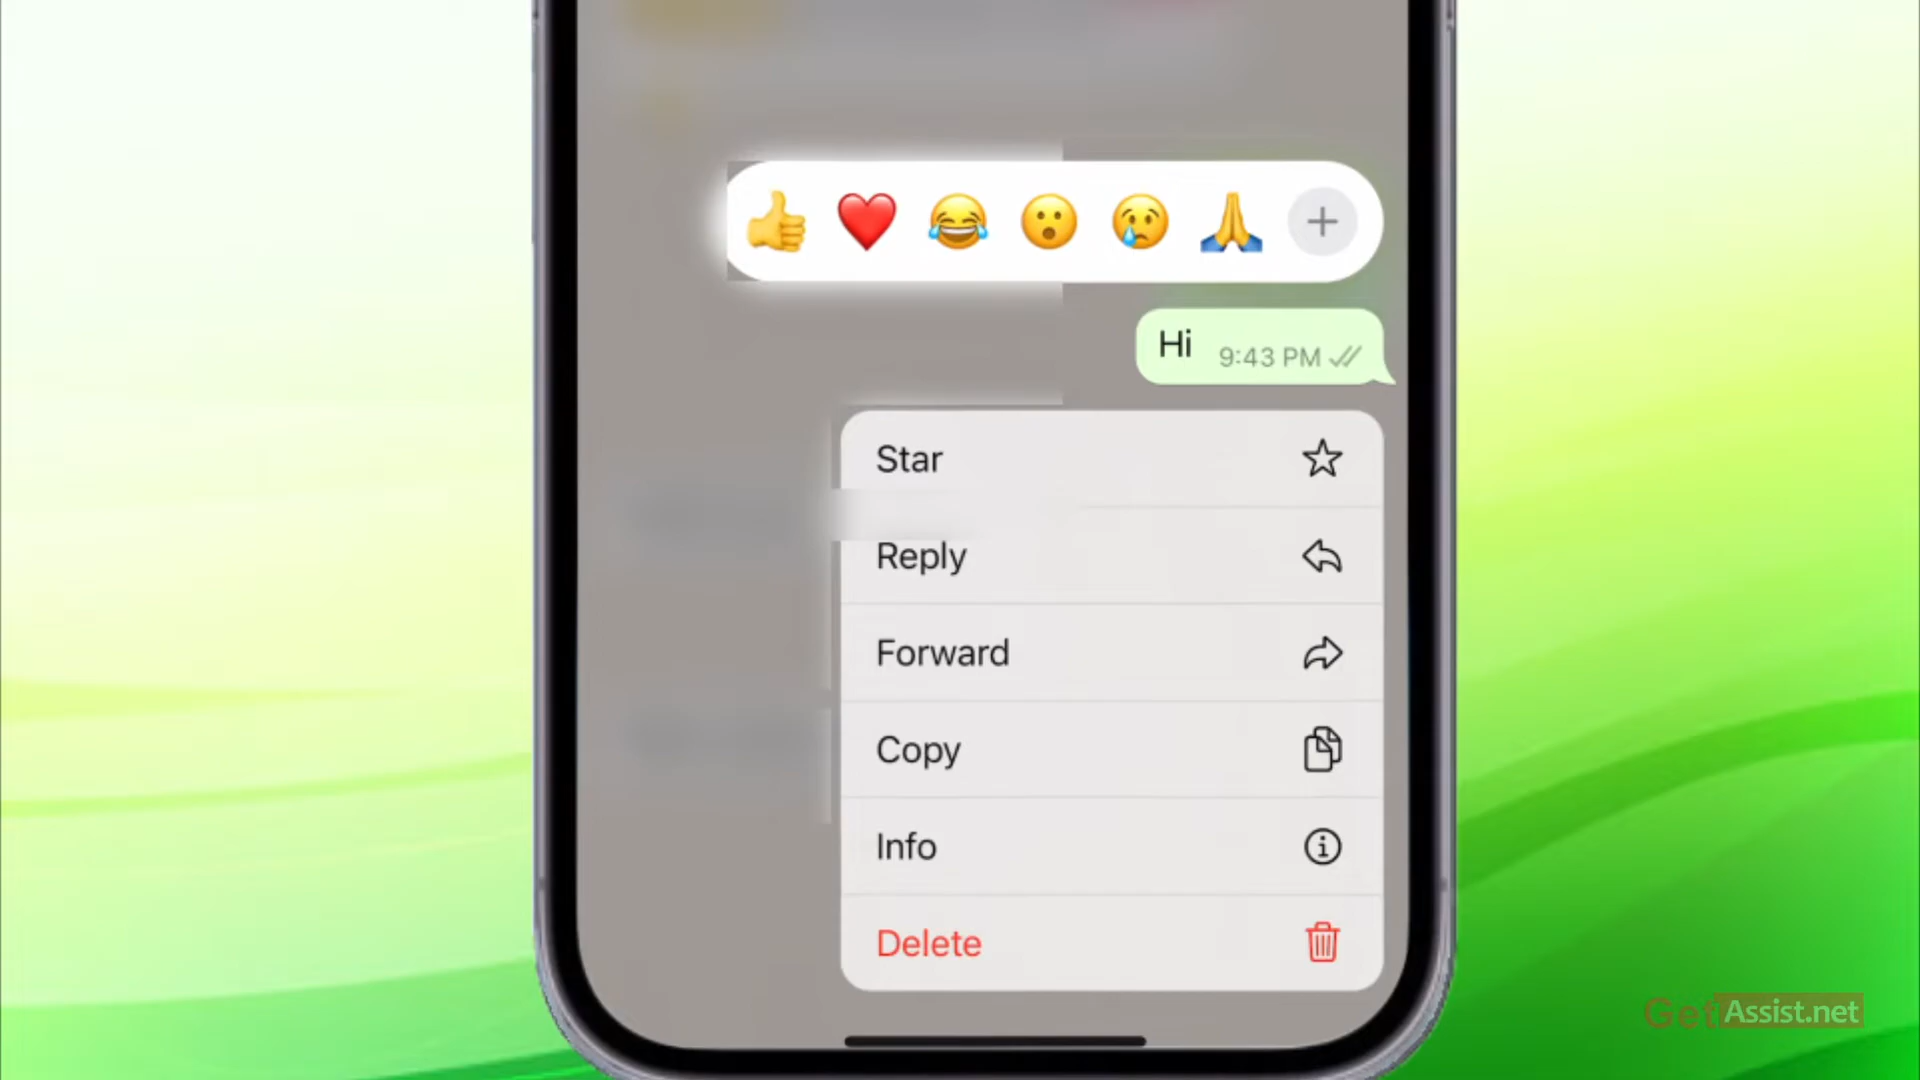 Hi 9:43 PM
Star
Reply
Forward
Copy
Info
Delete
GetAssist.net